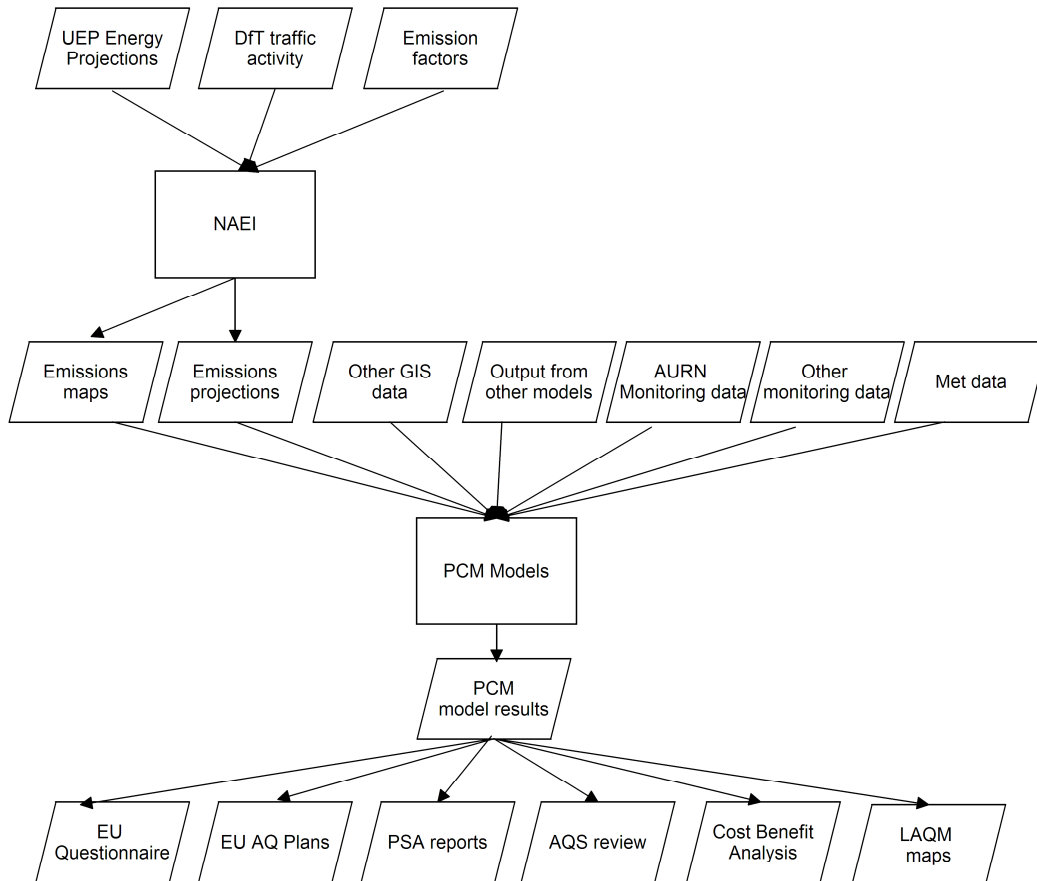 UEP Energy
Projections
DfT traffic
activity
Emission
factors
NAEI
Emissions
maps
Emissions
projections
Other GIS
data
Output from
other models
AURN
Monitoring data
Other
monitoring data
Met data
PCM Models
PCM
model results
EU
Questionnaire
EU AQ Plans
PSA reports
AQS review
Cost Benefit
Analysis
LAQM
maps